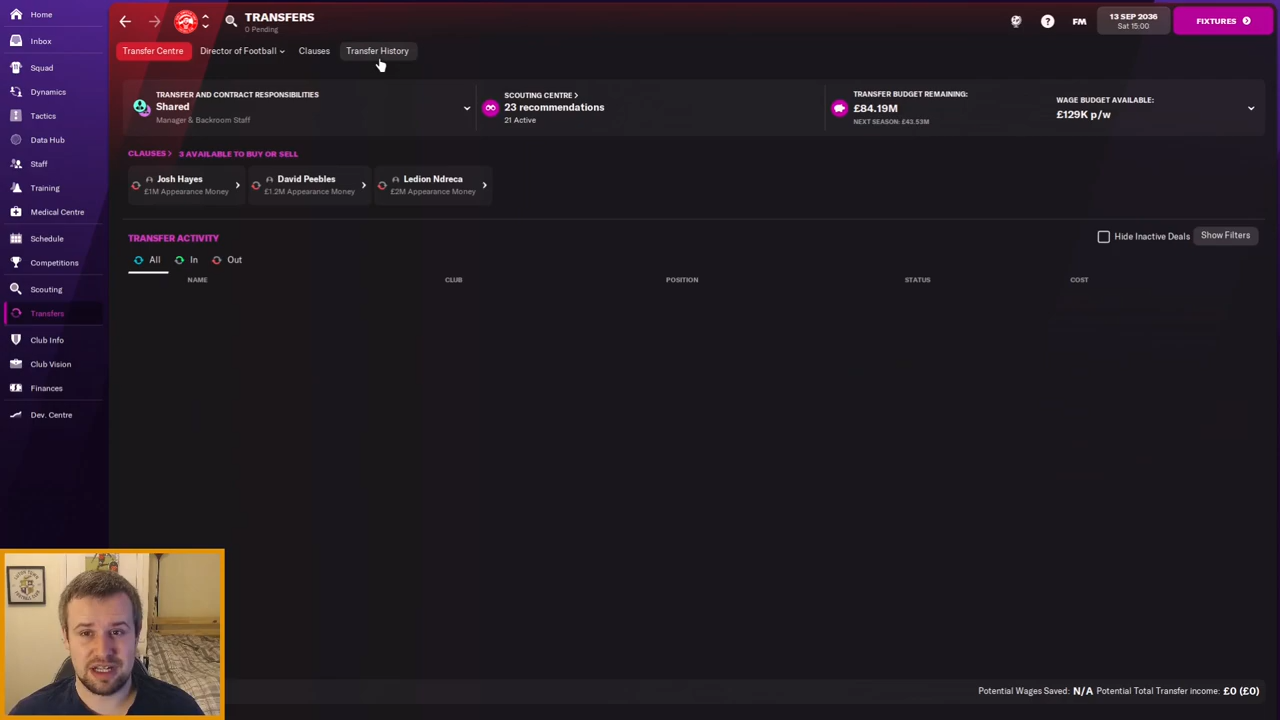 Home
Inbox
Squad
Dynamics
Tactics
Data Hub
Staff
Training
Medical Centre
Schedule
Competitions
Scouting
Transfers
Club Info
Club Vision
Finances
Dev. Centre
TRANSFERS
0 Pending
FM
13 SEP 2036
Sat 15:00
FIXTURES
Transfer Centre
Director of Football
Clauses
Transfer History
TRANSFER AND CONTRACT RESPONSIBILITIES
Shared
Manager & Backroom Staff
SCOUTING CENTRE >
23 recommendations
21 Active
TRANSFER BUDGET REMAINING:
£84.19M
NEXT SEASON: £43.53M
WAGE BUDGET AVAILABLE:
£129K p/w
CLAUSES > 3 AVAILABLE TO BUY OR SELL
Josh Hayes
£1M Appearance Money
David Peebles
£1.2M Appearance Money
Ledion Ndreca
£2M Appearance Money
TRANSFER ACTIVITY
Hide Inactive Deals
Show Filters
All
In
Out
NAME
CLUB
POSITION
STATUS
COST
Potential Wages Saved: N/A Potential Total Transfer income: £0 (£0)